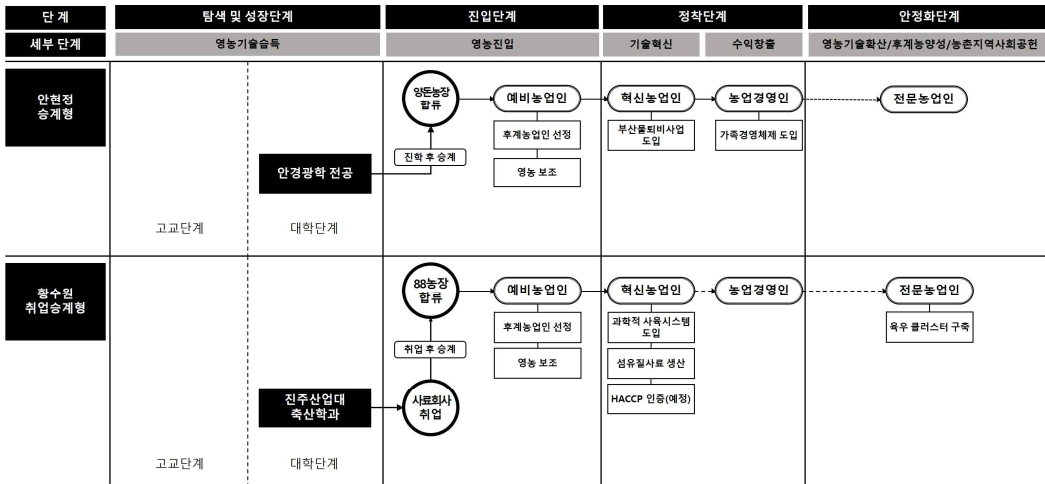 단 계
탐색 및 성장단계
진입단계
정착단계
안정화단계
세부 단계
영농기술습득
영농진입
기술혁신
수익창출
영농기술확산/후계농양성/농촌지역사회공헌
안현정
승계형
양돈농장
합류
예비농업인
혁신농업인
농업경영인
전문농업인
후계농업인 선정
부산물퇴비사업
도입
가족경영체제 도입
진학 후 승계
영농 보조
안경광학 전공
고교단계
대학단계
황수원
취업승계형
88농장
합류
예비농업인
혁신농업인
농업경영인
전문농업인
후계농업인 선정
과학적 사육시스템
도입
육우 클러스터 구축
취업 후 승계
영농 보조
섬유질사료 생산
진주산업대
축산학과
사료회사
취업
HACCP 인증(예정)
고교단계
대학단계